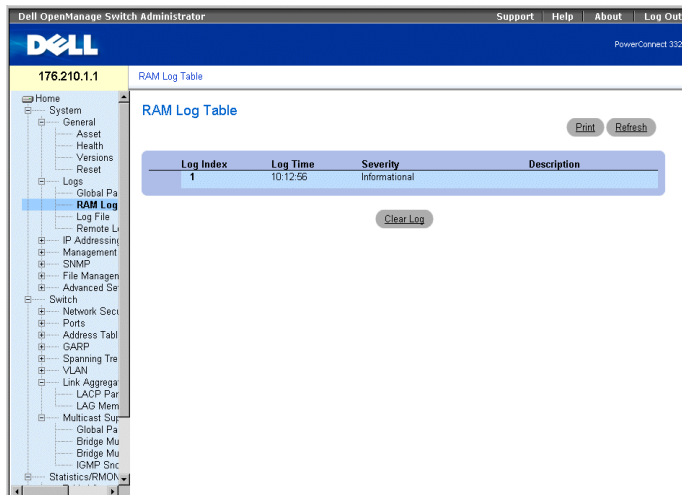 Dell OpenManage Switch Administrator
Support Help About Log Out
DELL
PowerConnect 332
176.210.1.1
RAM Log Table
Home
System
General
Asset
Health
Versions
Reset
Logs
Global Pa
RAM Log
Log File
Remote L
IP Addressing
Management
SNMP
File Managen
Advanced Se
Switch
Network Secu
Ports
Address Tabl
GARP
Spanning Tre
VLAN
Link Aggrega
LACP Par
LAG Mem
Multicast Sup
Global Pa
Bridge Mu
Bridge Mu
IGMP Sno
Statistics/RMON
RAM Log Table
Print Refresh
Log Index Log Time Severity Description
1 10:12:56 Informational
Clear Log